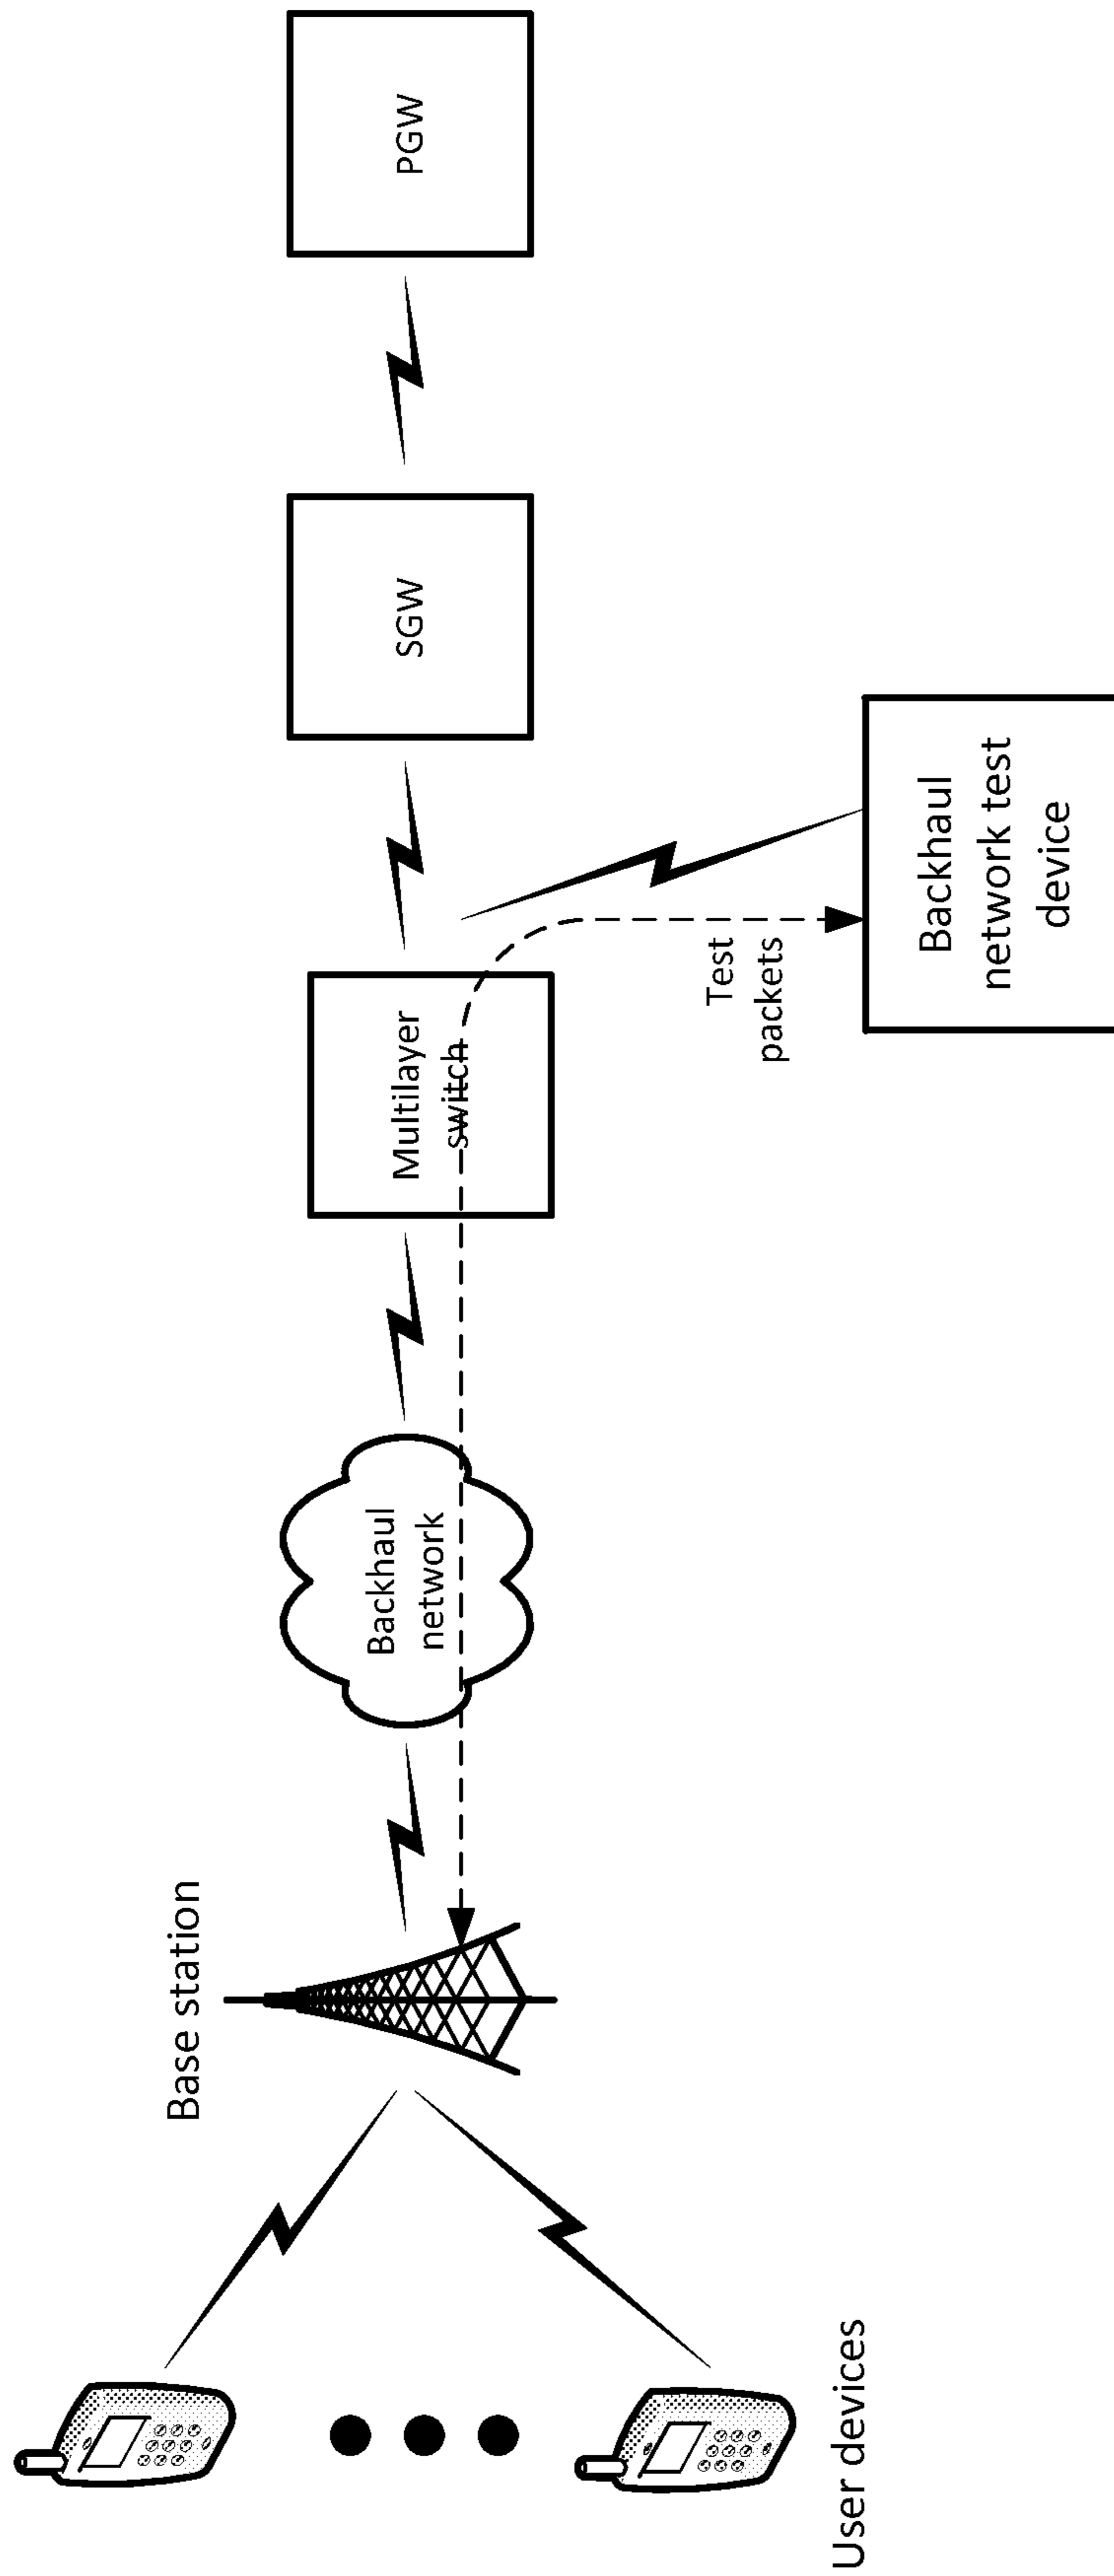 Base station
User devices
Backhaul
network
Multilayer
switch
Test
packets
Backhaul
network test
device
SGW
PGW